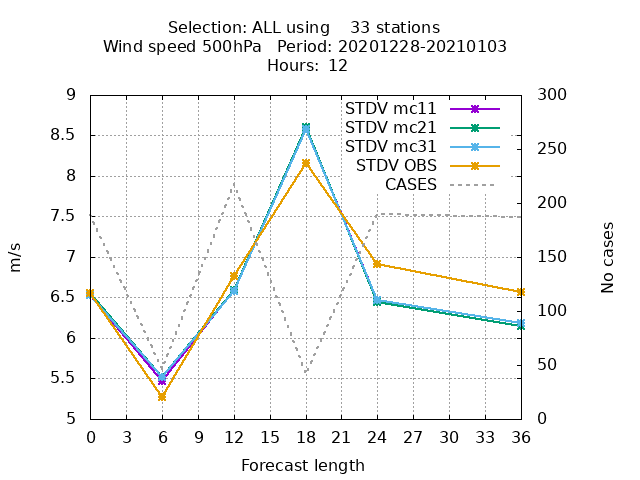 Selection: ALL using    33 stations
Wind speed 500hPa   Period: 20201228-20210103
Hours:  12
STDV mc11
STDV mc21
STDV mc31
STDV OBS
CASES
9
8.5
8
7.5
7
6.5
6
5.5
5
m/s
300
250
200
150
100
50
0
No cases
0 3 6 9 12 15 18 21 24 27 30 33 36
Forecast length